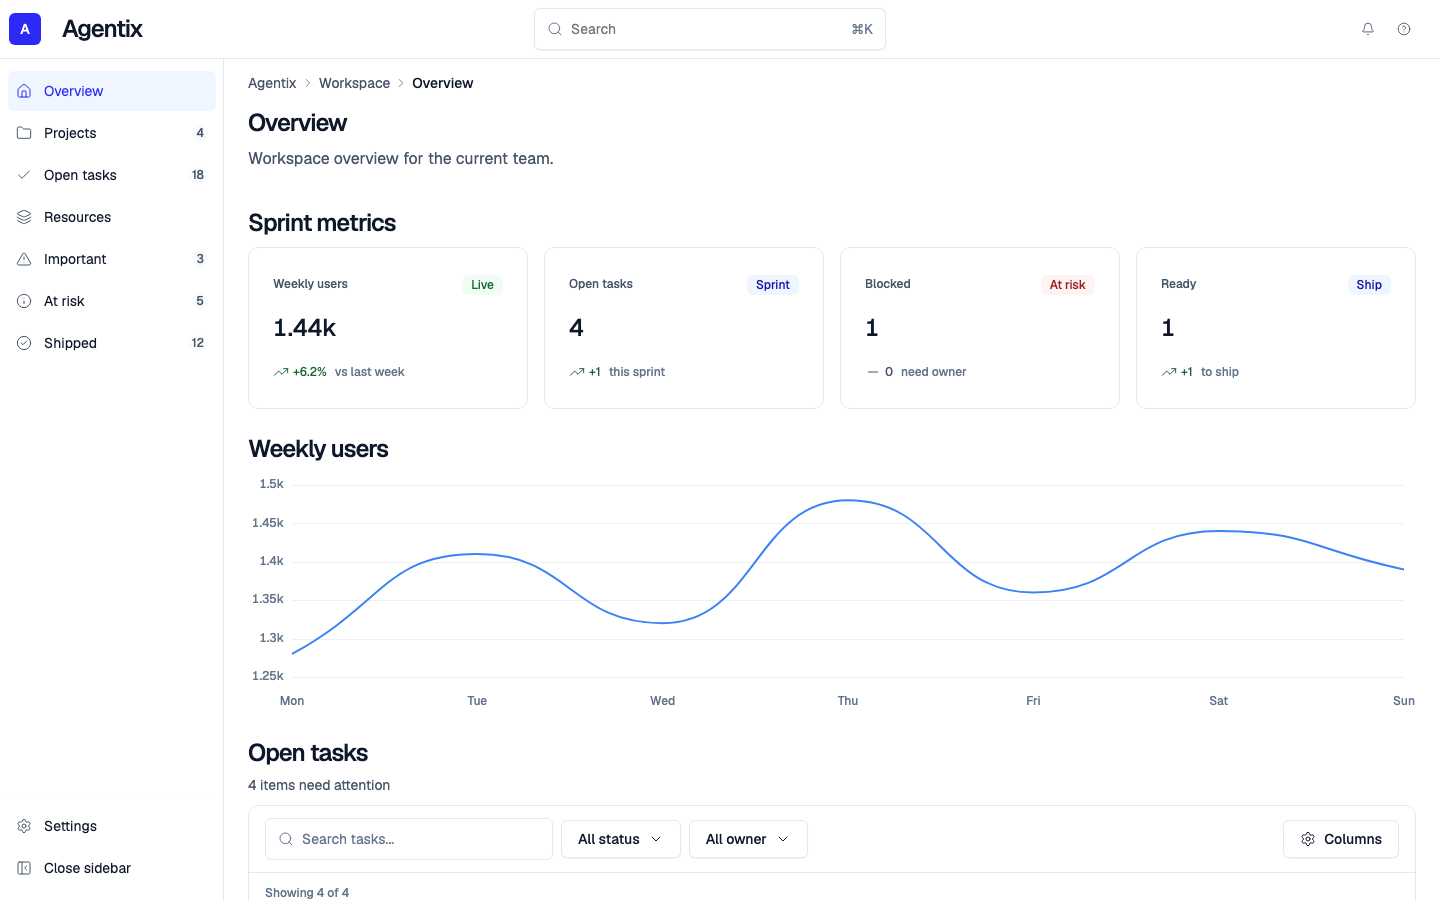 A Agentix
Search ⌘K
Overview
Projects 4
Open tasks 18
Resources
Important 3
At risk 5
Shipped 12
Settings
Close sidebar
Agentix > Workspace > Overview
Overview
Workspace overview for the current team.
Sprint metrics
Weekly users Live
1.44k
+6.2% vs last week
Open tasks Sprint
4
+1 this sprint
Blocked At risk
1
0 need owner
Ready Ship
1
+1 to ship
Weekly users
1.5k
1.45k
1.4k
1.35k
1.3k
1.25k
Mon Tue Wed Thu Fri Sat Sun
Open tasks
4 items need attention
Search tasks... All status All owner Columns
Showing 4 of 4